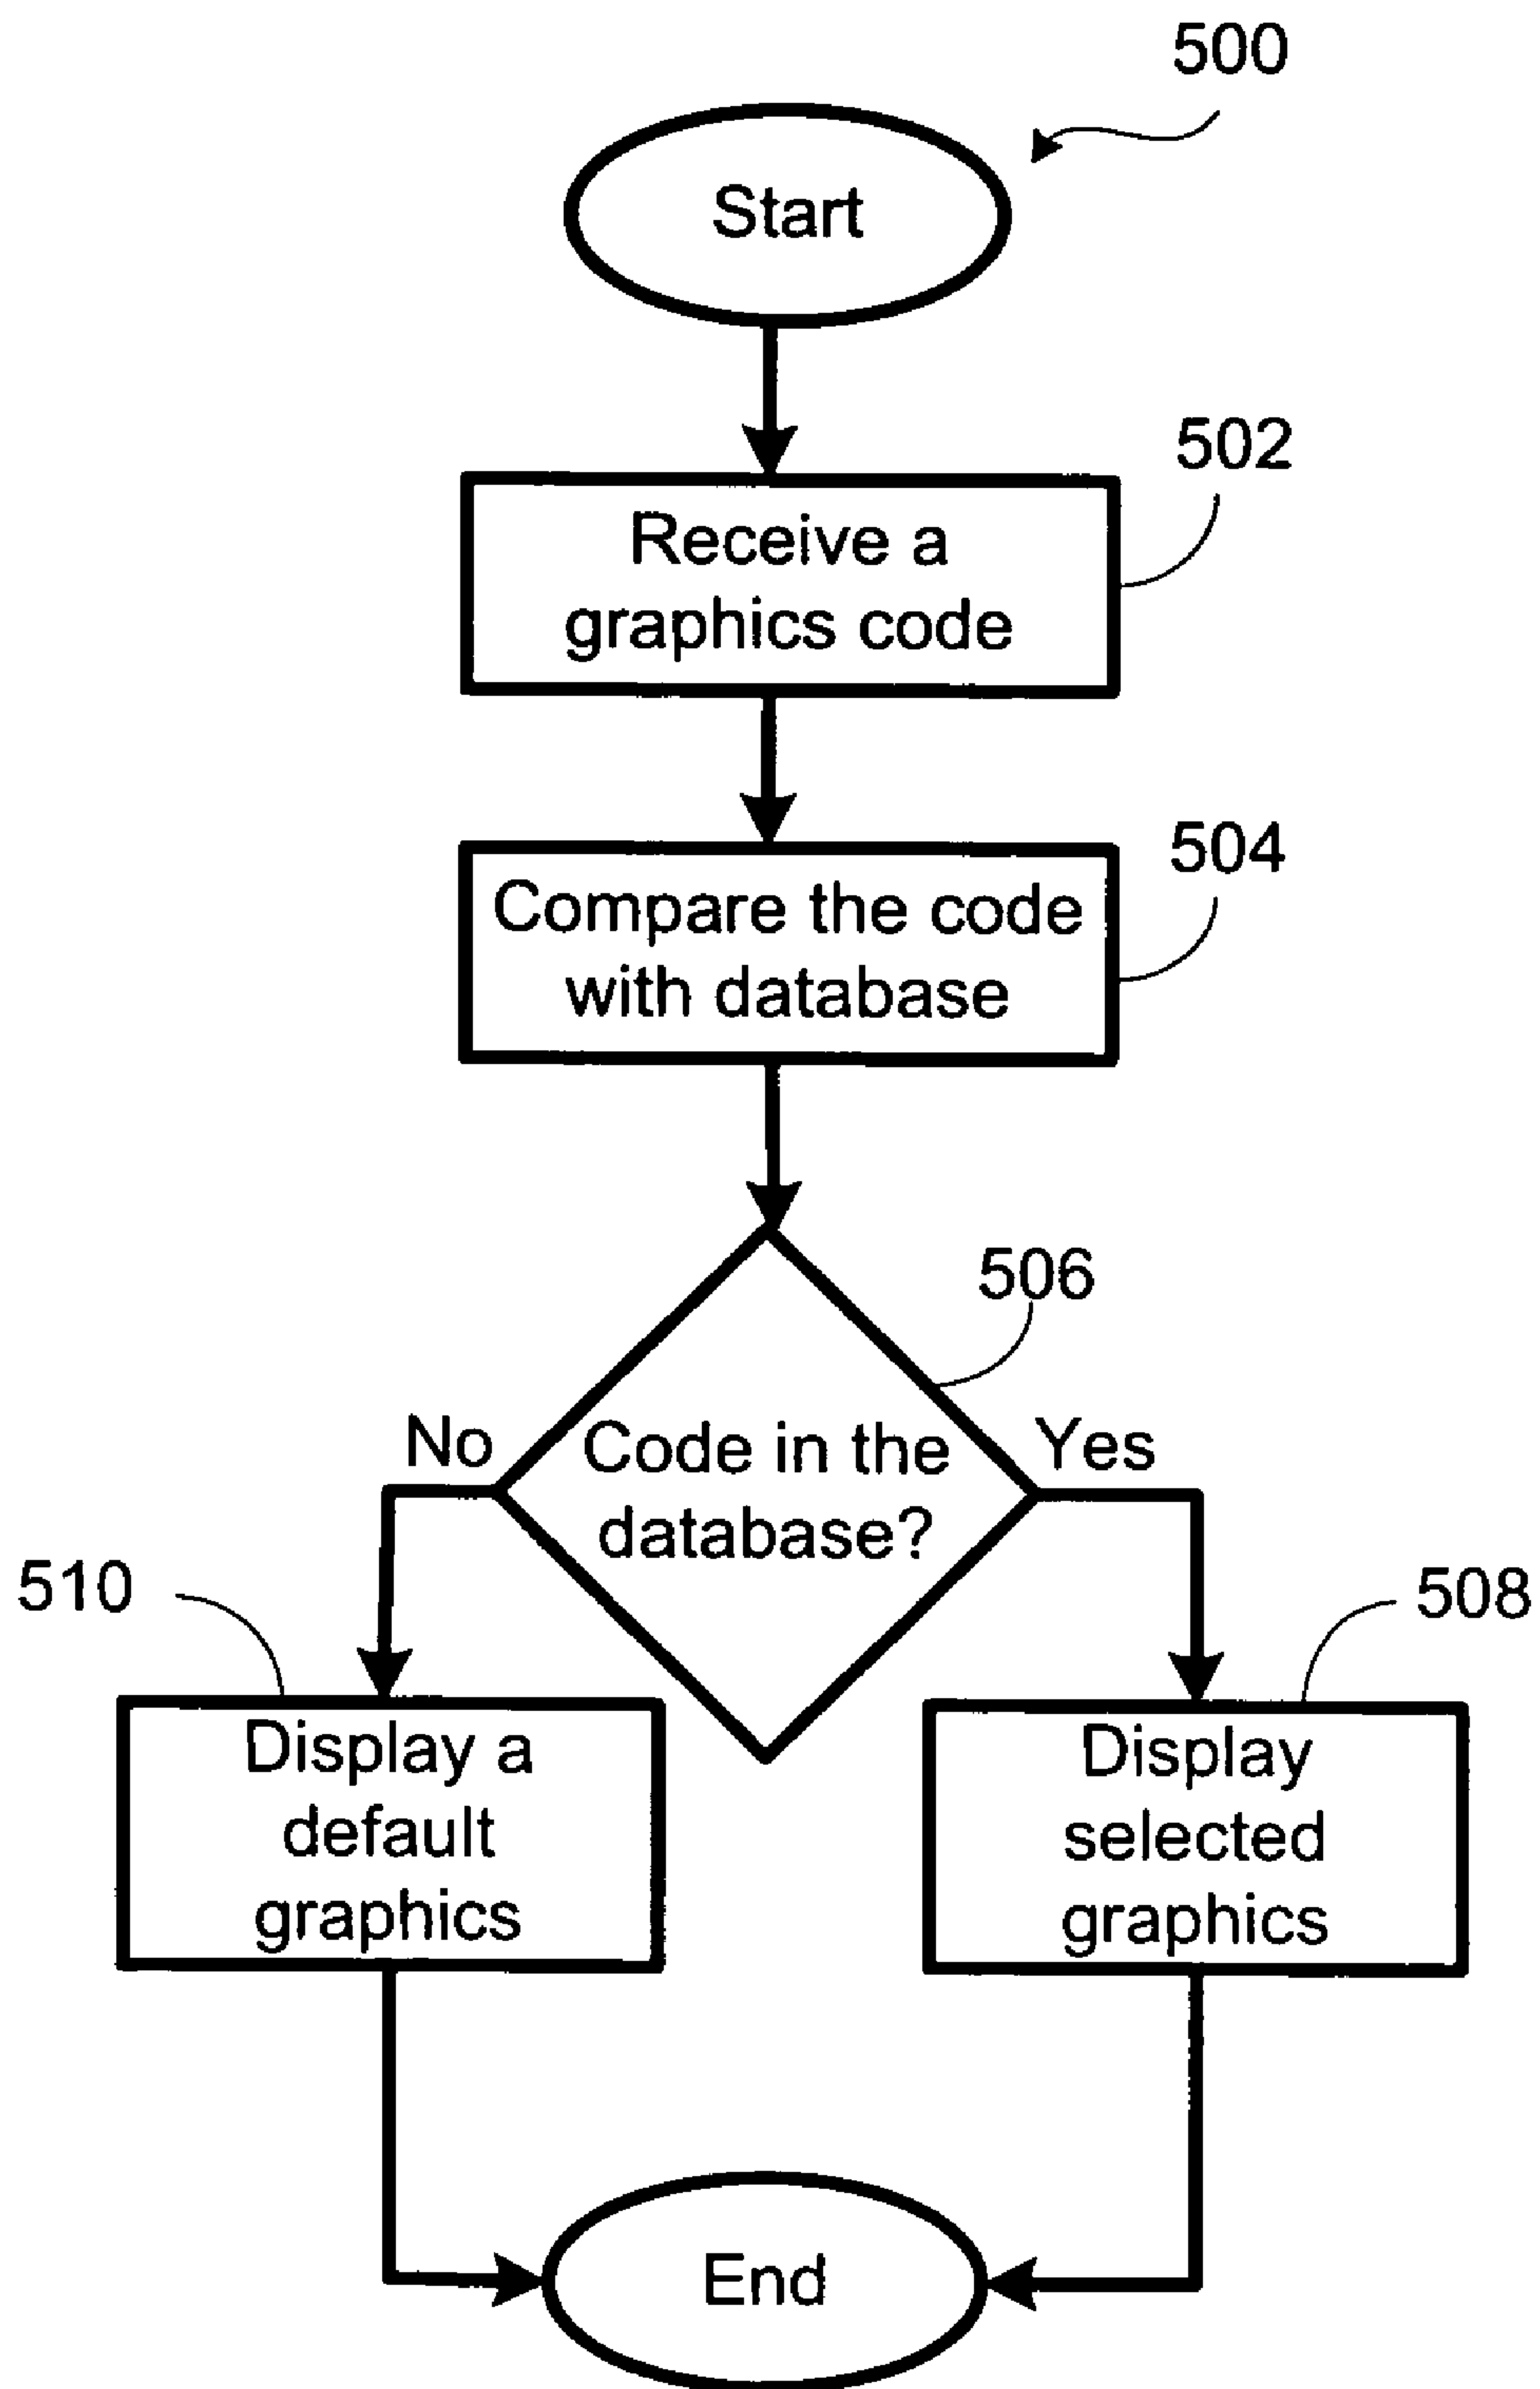 500
Start
502
Receive a
graphics code
504
Compare the code
with database
506
No
Code in the
database?
Yes
510
508
Display a
default
graphics
Display
selected
graphics
End